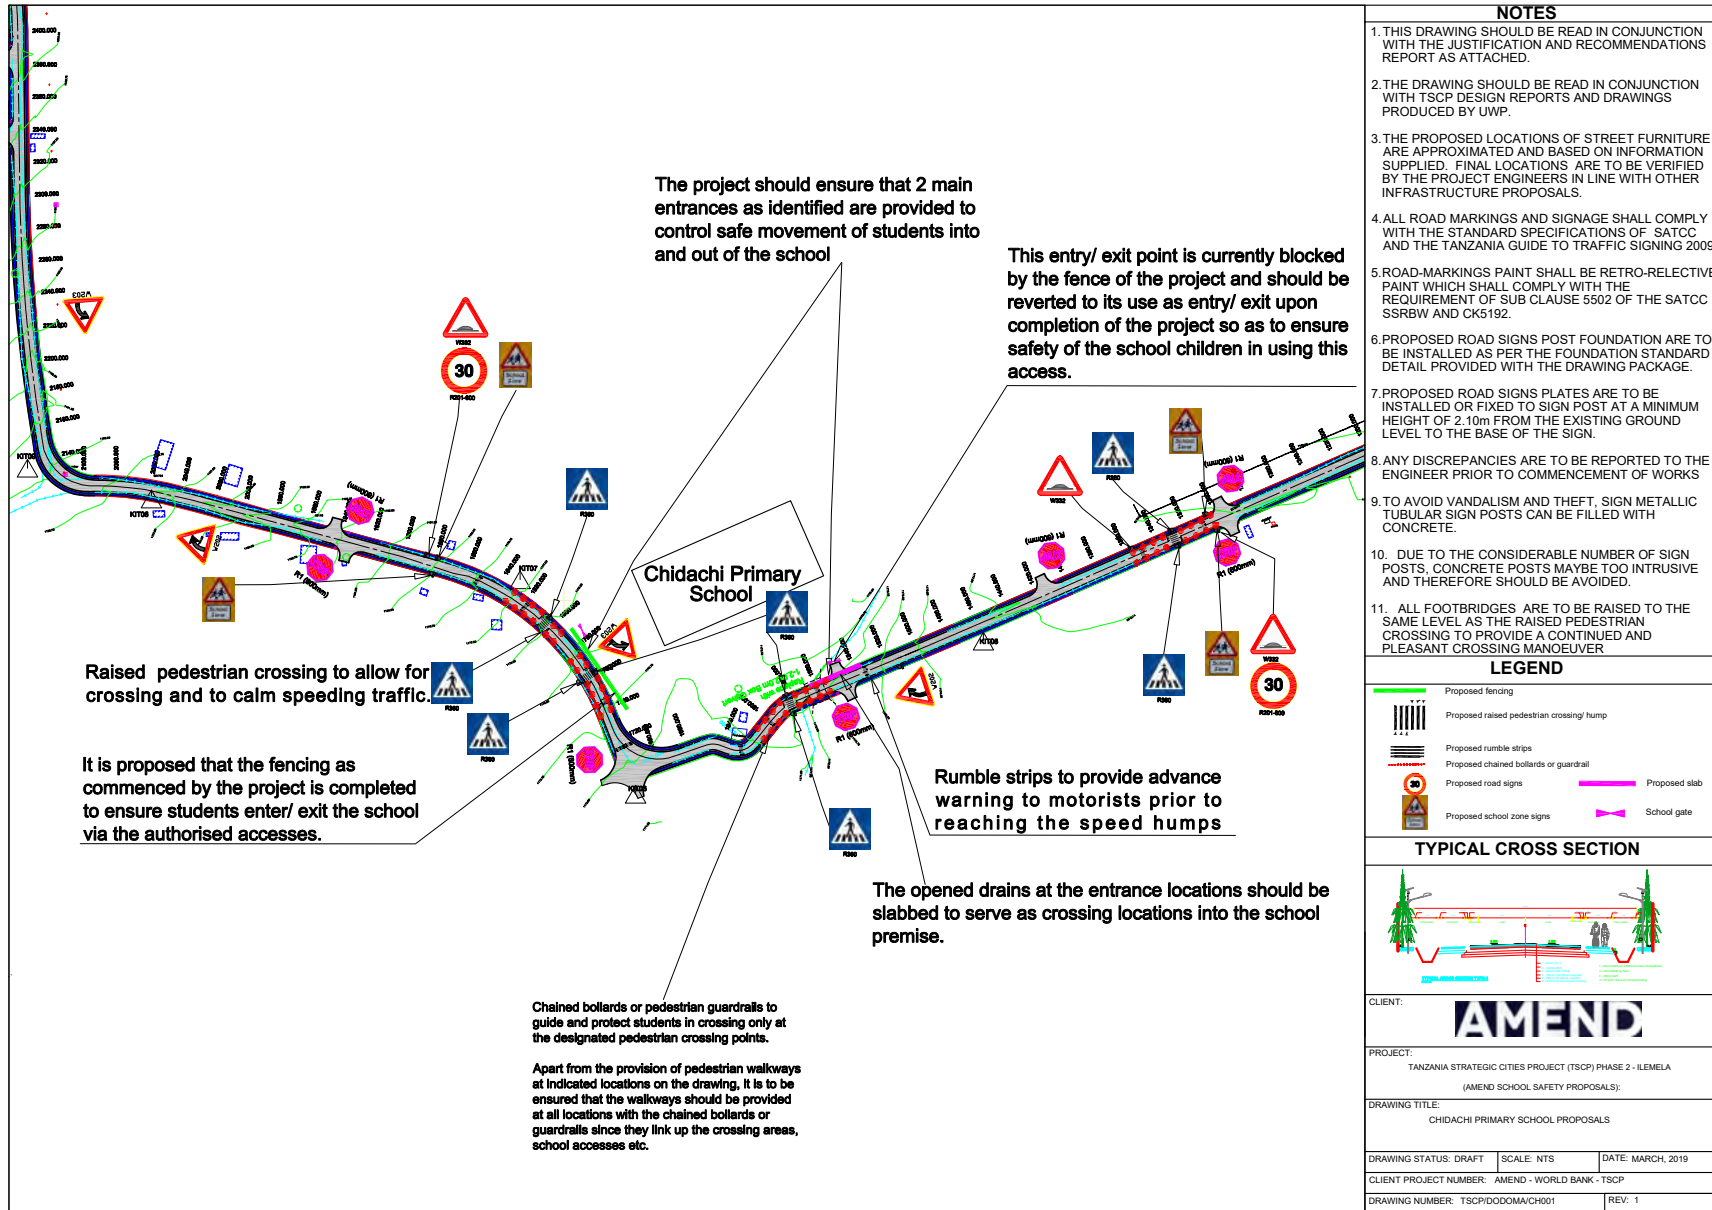 The project should ensure that 2 main
entrances as identified are provided to
control safe movement of students into
and out of the school
This entry/ exit point is currently blocked
by the fence of the project and should be
reverted to its use as entry/ exit upon
completion of the project so as to ensure
safety of the school children in using this
access.
Chidachi Primary
School
Raised pedestrian crossing to allow for
crossing and to calm speeding traffic.
It is proposed that the fencing as
commenced by the project is completed
to ensure students enter/ exit the school
via the authorised accesses.
Rumble strips to provide advance
warning to motorists prior to
reaching the speed humps
The opened drains at the entrance locations should be
slabbed to serve as crossing locations into the school
premise.
Chained bollards or pedestrian guardrails to
guide and protect students in crossing only at
the designated pedestrian crossing points.
Apart from the provision of pedestrian walkways
at indicated locations on the drawing, it is to be
ensured that the walkways should be provided
at all locations with the chained bollards or
guardrails since they link up the crossing areas,
school accesses etc.
W203
W332
30
R201-600
School
Zone
R1 (800mm)
R360
KIT06
KIT07
W203
W202
R1 (800mm)
W332
30
R201-600
NOTES
1. THIS DRAWING SHOULD BE READ IN CONJUNCTION
WITH THE JUSTIFICATION AND RECOMMENDATIONS
REPORT AS ATTACHED.
2. THE DRAWING SHOULD BE READ IN CONJUNCTION
WITH TSCP DESIGN REPORTS AND DRAWINGS
PRODUCED BY UWP.
3. THE PROPOSED LOCATIONS OF STREET FURNITURE
ARE APPROXIMATED AND BASED ON INFORMATION
SUPPLIED. FINAL LOCATIONS ARE TO BE VERIFIED
BY THE PROJECT ENGINEERS IN LINE WITH OTHER
INFRASTRUCTURE PROPOSALS.
4. ALL ROAD MARKINGS AND SIGNAGE SHALL COMPLY
WITH THE STANDARD SPECIFICATIONS OF SATCC
AND THE TANZANIA GUIDE TO TRAFFIC SIGNING 2009
5. ROAD-MARKINGS PAINT SHALL BE RETRO-RELECTIVE
PAINT WHICH SHALL COMPLY WITH THE
REQUIREMENT OF SUB CLAUSE 5502 OF THE SATCC
SSRBW AND CK5192.
6. PROPOSED ROAD SIGNS POST FOUNDATION ARE TO
BE INSTALLED AS PER THE FOUNDATION STANDARD
DETAIL PROVIDED WITH THE DRAWING PACKAGE.
7. PROPOSED ROAD SIGNS PLATES ARE TO BE
INSTALLED OR FIXED TO SIGN POST AT A MINIMUM
HEIGHT OF 2.10m FROM THE EXISTING GROUND
LEVEL TO THE BASE OF THE SIGN.
8. ANY DISCREPANCIES ARE TO BE REPORTED TO THE
ENGINEER PRIOR TO COMMENCEMENT OF WORKS
9. TO AVOID VANDALISM AND THEFT, SIGN METALLIC
TUBULAR SIGN POSTS CAN BE FILLED WITH
CONCRETE.
10. DUE TO THE CONSIDERABLE NUMBER OF SIGN
POSTS, CONCRETE POSTS MAYBE TOO INTRUSIVE
AND THEREFORE SHOULD BE AVOIDED.
11. ALL FOOTBRIDGES ARE TO BE RAISED TO THE
SAME LEVEL AS THE RAISED PEDESTRIAN
CROSSING TO PROVIDE A CONTINUED AND
PLEASANT CROSSING MANOEUVER
LEGEND
Proposed fencing
Proposed raised pedestrian crossing/ hump
Proposed rumble strips
Proposed chained bollards or guardrail
30
Proposed road signs
Proposed slab
Proposed school zone signs
School gate
TYPICAL CROSS SECTION
CLIENT:
AMEND
PROJECT:
TANZANIA STRATEGIC CITIES PROJECT (TSCP) PHASE 2 - ILEMELA
(AMEND SCHOOL SAFETY PROPOSALS):
DRAWING TITLE:
CHIDACHI PRIMARY SCHOOL PROPOSALS
DRAWING STATUS: DRAFT
SCALE: NTS
DATE: MARCH, 2019
CLIENT PROJECT NUMBER: AMEND - WORLD BANK - TSCP
DRAWING NUMBER: TSCP/DODOMA/CH001
REV: 1